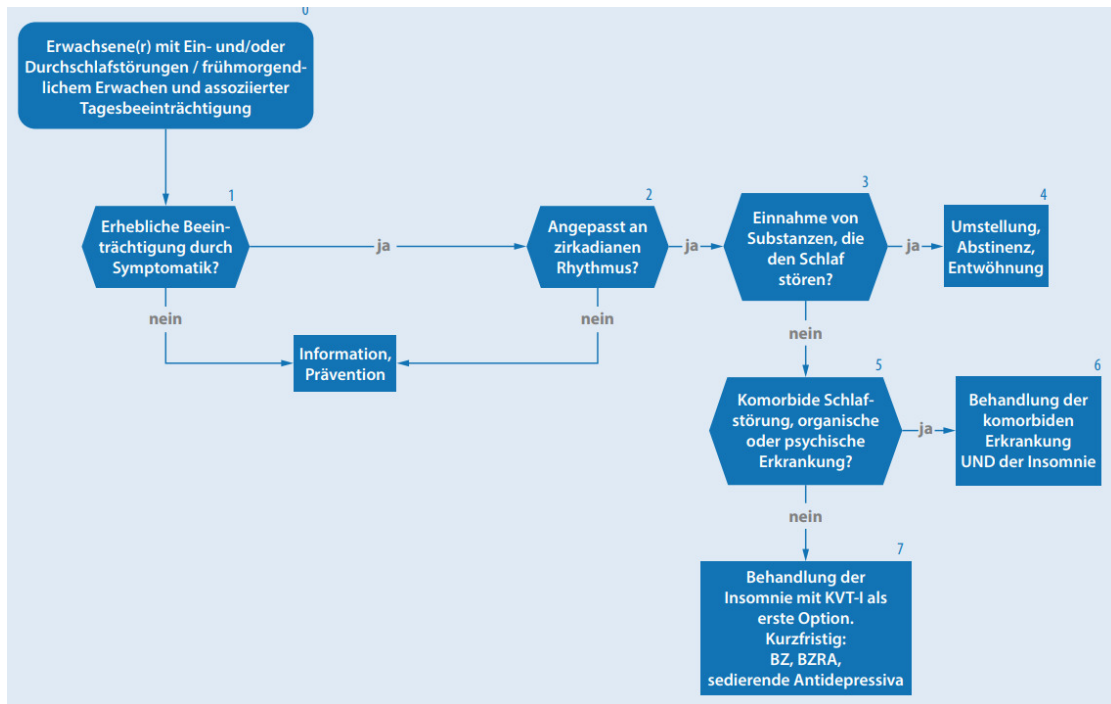 0
Erwachsene(r) mit Ein- und/oder
Durchschlafstörungen / frühmorgend-
lichem Erwachen und assoziierter
Tagesbeeinträchtigung
1
Erhebliche Beein-
trächtigung durch
Symptomatik?
ja
2
Angepasst an
zirkadianen
Rhythmus?
ja
3
Einnahme von
Substanzen, die
den Schlaf
stören?
ja
4
Umstellung,
Abstinenz,
Entwöhnung
nein
nein
Information,
Prävention
nein
5
Komorbide Schlaf-
störung, organische
oder psychische
Erkrankung?
ja
6
Behandlung der
komorbiden
Erkrankung
UND der Insomnie
nein
7
Behandlung der
Insomnie mit KVT-I als
erste Option.
Kurzfristig:
BZ, BZRA,
sedierende Antidepressiva